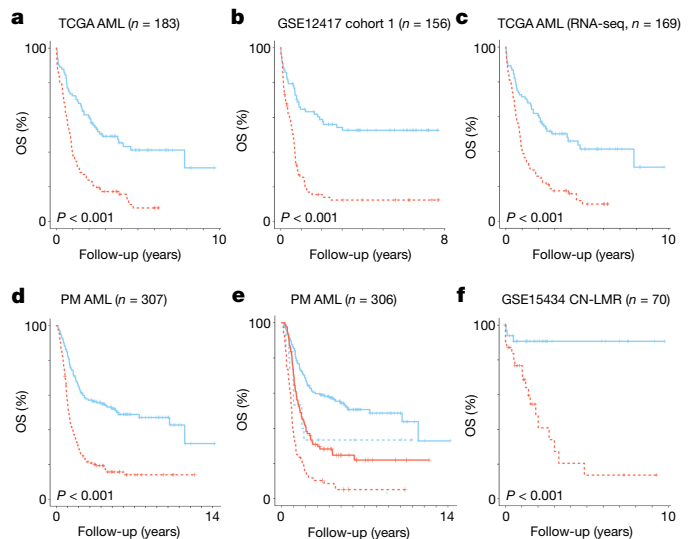 a TCGA AML (n = 183)
100
OS (%)
0
P < 0.001
0 10
Follow-up (years)
b GSE12417 cohort 1 (n = 156)
100
OS (%)
0
P < 0.001
0 8
Follow-up (years)
c TCGA AML (RNA-seq, n = 169)
100
OS (%)
0
P < 0.001
0 10
Follow-up (years)
d PM AML (n = 307)
100
OS (%)
0
P < 0.001
0 14
Follow-up (years)
e PM AML (n = 306)
100
OS (%)
0
0 14
Follow-up (years)
f GSE15434 CN-LMR (n = 70)
100
OS (%)
0
P < 0.001
0 10
Follow-up (years)